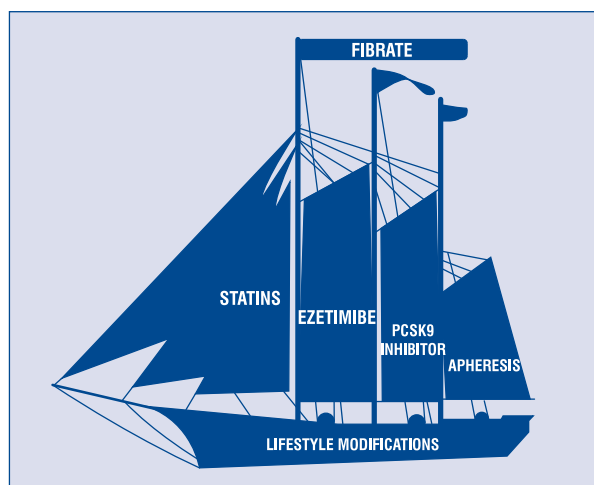 FIBRATE
STATINS
EZETIMIBE
PCSK9
INHIBITOR
APHERESIS
LIFESTYLE MODIFICATIONS